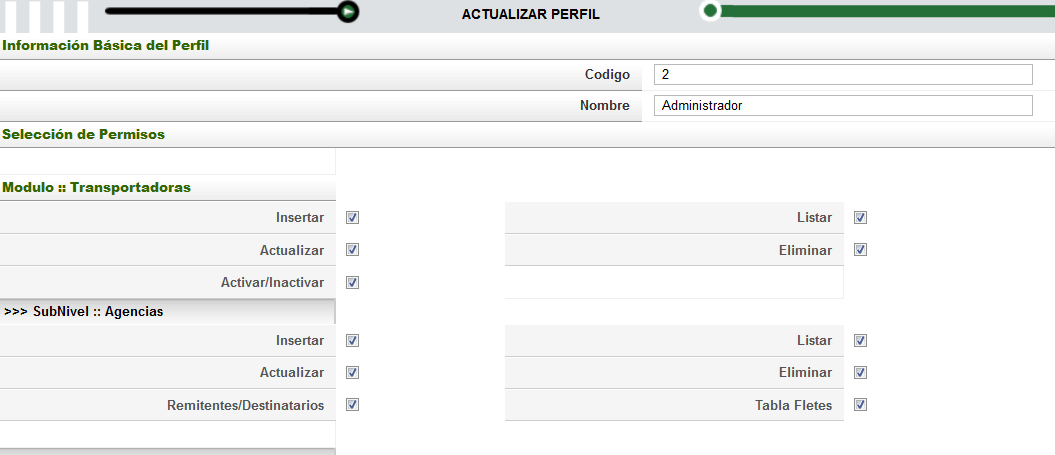 ACTUALIZAR PERFIL
Información Básica del Perfil
Codigo 2
Nombre Administrador
Selección de Permisos
Modulo :: Transportadoras
Insertar Listar
Actualizar Eliminar
Activar/Inactivar
>>> SubNivel :: Agencias
Insertar Listar
Actualizar Eliminar
Remitentes/Destinatarios Tabla Fletes